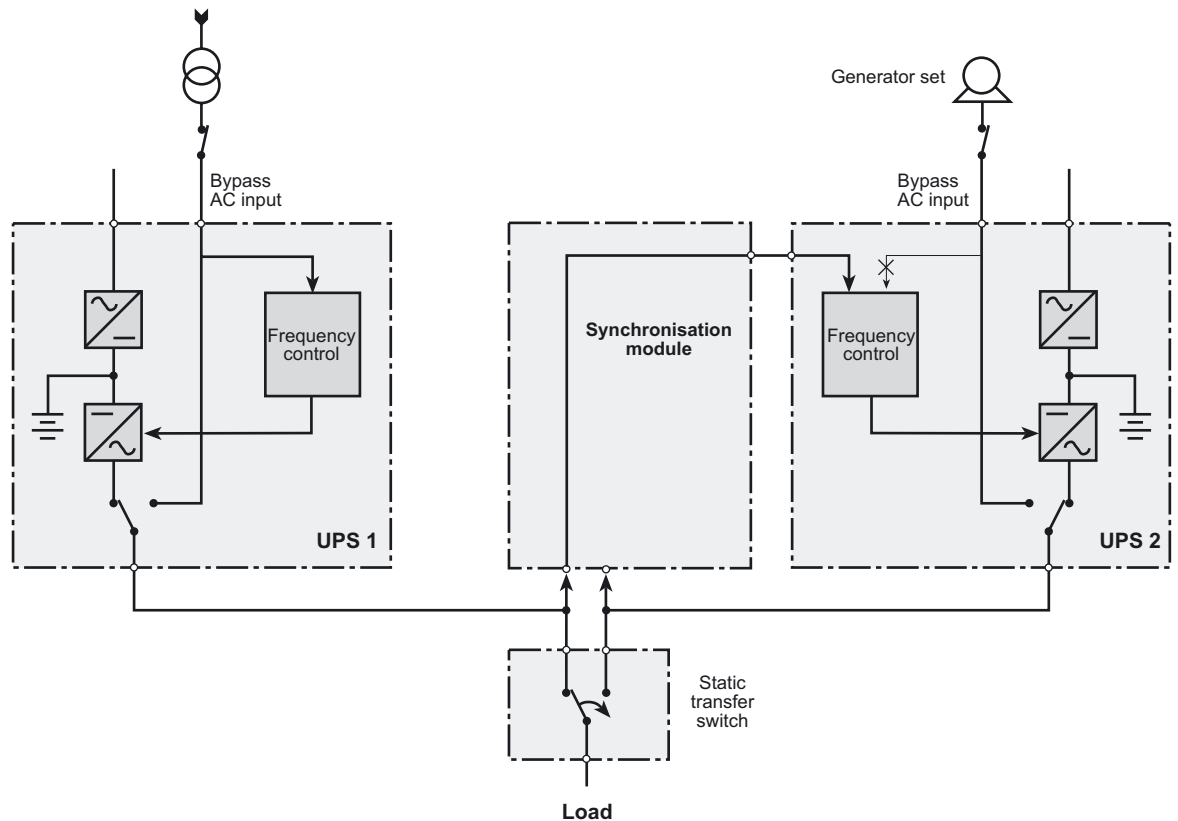 Generator set
Bypass
AC input
Bypass
AC input
Frequency
control
Synchronisation
module
Frequency
control
UPS 1
UPS 2
Static
transfer
switch
Load